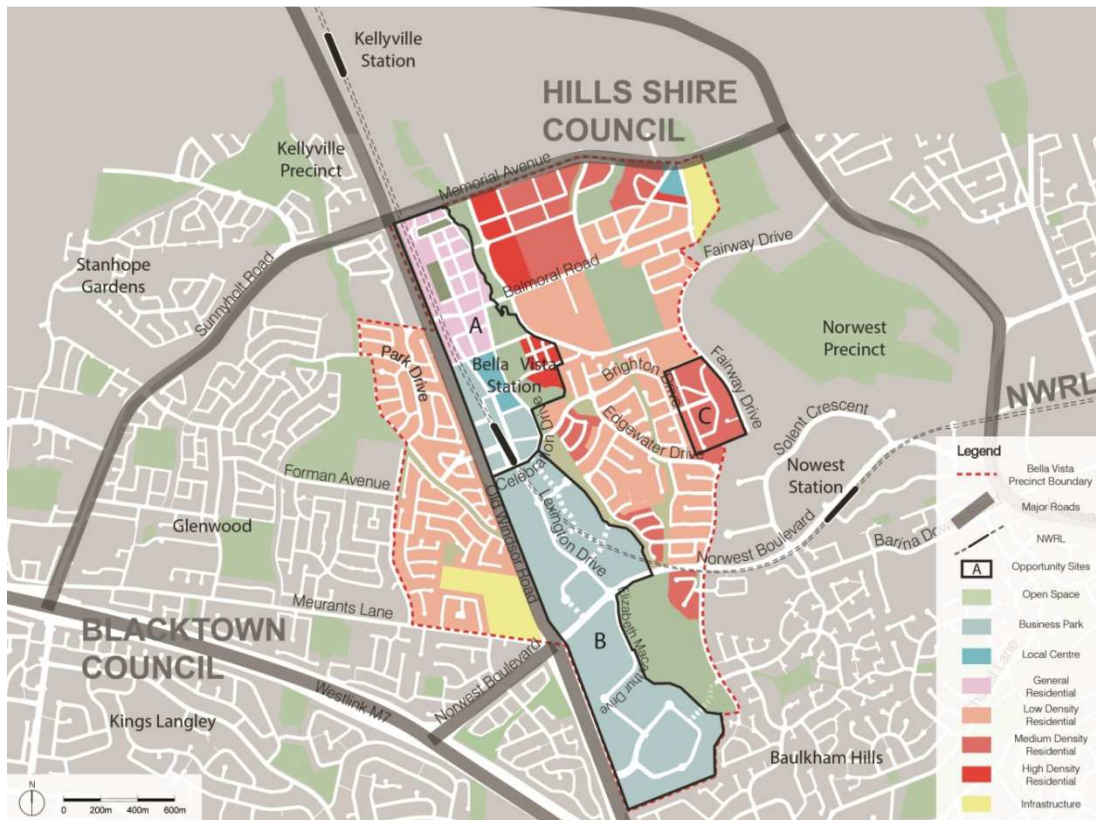 Kellyville
Station
HILLS SHIRE
COUNCIL
Kellyville
Precinct
Memorial Avenue
Stanhope
Gardens
Sunnyholt Road
Fairway Drive
Balmoral Road
A
Norwest
Precinct
Park Drive
Bella Vista
Station
Brighton Drive
Fairway Drive
C
NWRL
Edgewater Drive
Solent Crescent
Celebration Drive
Forman Avenue
Nowest
Station
Old Windsor Road
Lexington Drive
Glenwood
Norwest Boulevard
Barina Dow
Meurants Lane
Elizabeth Macarthur Drive
BLACKTOWN
COUNCIL
B
Norwest Boulevard
Westlink M7
Kings Langley
Baulkham Hills
N
0 200m 400m 600m
Legend
Bella Vista
Precinct Boundary
Major Roads
NWRL
A Opportunity Sites
Open Space
Business Park
Local Centre
General
Residential
Low Density
Residential
Medium Density
Residential
High Density
Residential
Infrastructure